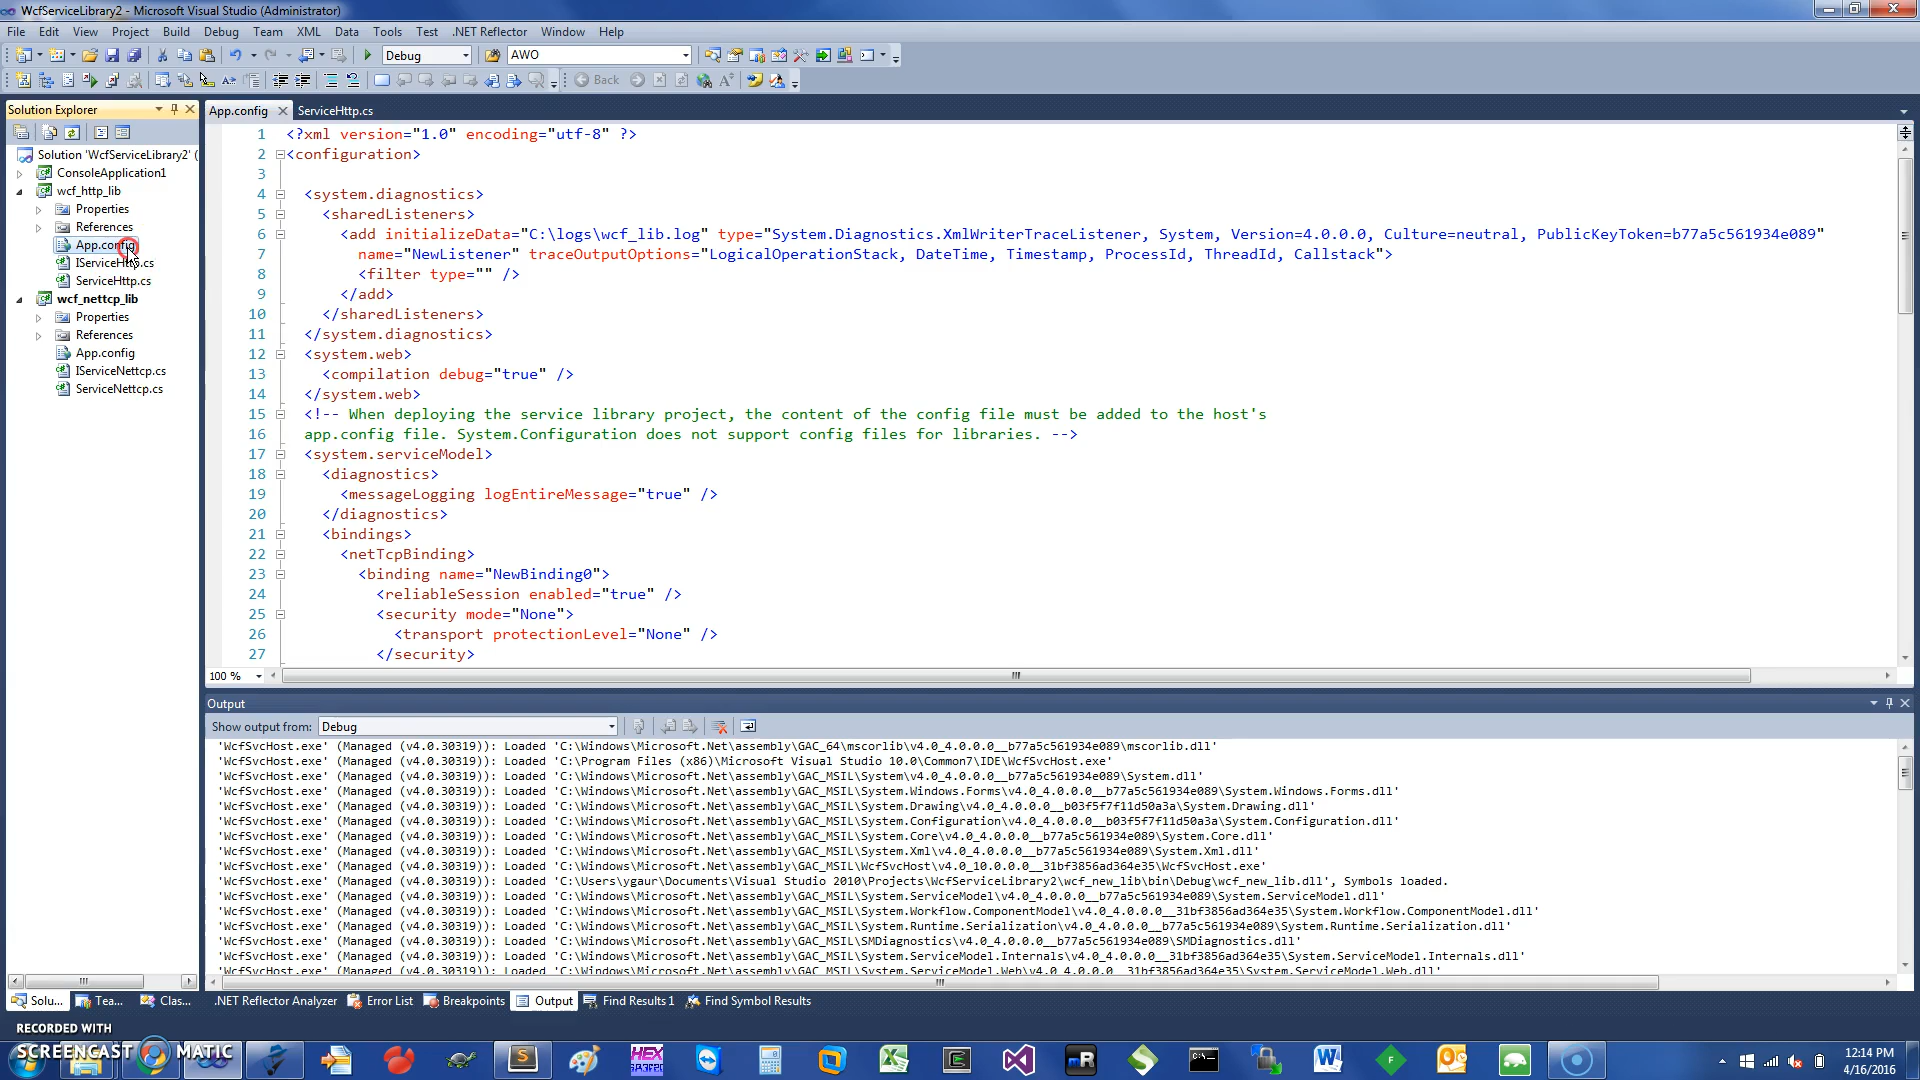 WcfServiceLibrary2 - Microsoft Visual Studio (Administrator)
File Edit View Project Build Debug Team XML Data Tools Test .NET Reflector Window Help
Debug AWO
Back
Solution Explorer
App.config ServiceHttp.cs
Solution 'WcfServiceLibrary2' (
ConsoleApplication1
wcf_http_lib
Properties
References
App.config
IServiceHttp.cs
ServiceHttp.cs
wcf_nettcp_lib
Properties
References
App.config
IServiceNettcp.cs
ServiceNettcp.cs
1 <?xml version="1.0" encoding="utf-8" ?>
2 <configuration>
3
4 <system.diagnostics>
5 <sharedListeners>
6 <add initializeData="C:\logs\wcf_lib.log" type="System.Diagnostics.XmlWriterTraceListener, System, Version=4.0.0.0, Culture=neutral, PublicKeyToken=b77a5c561934e089"
7 name="NewListener" traceOutputOptions="LogicalOperationStack, DateTime, Timestamp, ProcessId, ThreadId, Callstack">
8 <filter type="" />
9 </add>
10 </sharedListeners>
11 </system.diagnostics>
12 <system.web>
13 <compilation debug="true" />
14 </system.web>
15 <!-- When deploying the service library project, the content of the config file must be added to the host's
16 app.config file. System.Configuration does not support config files for libraries. -->
17 <system.serviceModel>
18 <diagnostics>
19 <messageLogging logEntireMessage="true" />
20 </diagnostics>
21 <bindings>
22 <netTcpBinding>
23 <binding name="NewBinding0">
24 <reliableSession enabled="true" />
25 <security mode="None">
26 <transport protectionLevel="None" />
27 </security>
100 %
Output
Show output from: Debug
'WcfSvcHost.exe' (Managed (v4.0.30319)): Loaded 'C:\Windows\Microsoft.Net\assembly\GAC_64\mscorlib\v4.0_4.0.0.0__b77a5c561934e089\mscorlib.dll'
'WcfSvcHost.exe' (Managed (v4.0.30319)): Loaded 'C:\Program Files (x86)\Microsoft Visual Studio 10.0\Common7\IDE\WcfSvcHost.exe'
'WcfSvcHost.exe' (Managed (v4.0.30319)): Loaded 'C:\Windows\Microsoft.Net\assembly\GAC_MSIL\System\v4.0_4.0.0.0__b77a5c561934e089\System.dll'
'WcfSvcHost.exe' (Managed (v4.0.30319)): Loaded 'C:\Windows\Microsoft.Net\assembly\GAC_MSIL\System.Windows.Forms\v4.0_4.0.0.0__b77a5c561934e089\System.Windows.Forms.dll'
'WcfSvcHost.exe' (Managed (v4.0.30319)): Loaded 'C:\Windows\Microsoft.Net\assembly\GAC_MSIL\System.Drawing\v4.0_4.0.0.0__b03f5f7f11d50a3a\System.Drawing.dll'
'WcfSvcHost.exe' (Managed (v4.0.30319)): Loaded 'C:\Windows\Microsoft.Net\assembly\GAC_MSIL\System.Configuration\v4.0_4.0.0.0__b03f5f7f11d50a3a\System.Configuration.dll'
'WcfSvcHost.exe' (Managed (v4.0.30319)): Loaded 'C:\Windows\Microsoft.Net\assembly\GAC_MSIL\System.Core\v4.0_4.0.0.0__b77a5c561934e089\System.Core.dll'
'WcfSvcHost.exe' (Managed (v4.0.30319)): Loaded 'C:\Windows\Microsoft.Net\assembly\GAC_MSIL\System.Xml\v4.0_4.0.0.0__b77a5c561934e089\System.Xml.dll'
'WcfSvcHost.exe' (Managed (v4.0.30319)): Loaded 'C:\Windows\Microsoft.Net\assembly\GAC_MSIL\WcfSvcHost\v4.0_10.0.0.0__31bf3856ad364e35\WcfSvcHost.exe'
'WcfSvcHost.exe' (Managed (v4.0.30319)): Loaded 'C:\Users\ygaur\Documents\Visual Studio 2010\Projects\WcfServiceLibrary2\wcf_new_lib\bin\Debug\wcf_new_lib.dll', Symbols loaded.
'WcfSvcHost.exe' (Managed (v4.0.30319)): Loaded 'C:\Windows\Microsoft.Net\assembly\GAC_MSIL\System.ServiceModel\v4.0_4.0.0.0__b77a5c561934e089\System.ServiceModel.dll'
'WcfSvcHost.exe' (Managed (v4.0.30319)): Loaded 'C:\Windows\Microsoft.Net\assembly\GAC_MSIL\System.Workflow.ComponentModel\v4.0_4.0.0.0__31bf3856ad364e35\System.Workflow.ComponentModel.dll'
'WcfSvcHost.exe' (Managed (v4.0.30319)): Loaded 'C:\Windows\Microsoft.Net\assembly\GAC_MSIL\System.Runtime.Serialization\v4.0_4.0.0.0__b77a5c561934e089\System.Runtime.Serialization.dll'
'WcfSvcHost.exe' (Managed (v4.0.30319)): Loaded 'C:\Windows\Microsoft.Net\assembly\GAC_MSIL\SMDiagnostics\v4.0_4.0.0.0__b77a5c561934e089\SMDiagnostics.dll'
'WcfSvcHost.exe' (Managed (v4.0.30319)): Loaded 'C:\Windows\Microsoft.Net\assembly\GAC_MSIL\System.ServiceModel.Internals\v4.0_4.0.0.0__31bf3856ad364e35\System.ServiceModel.Internals.dll'
'WcfSvcHost.exe' (Managed (v4.0.30319)): Loaded 'C:\Windows\Microsoft.Net\assembly\GAC_MSIL\System.ServiceModel.Web\v4.0_4.0.0.0__31bf3856ad364e35\System.ServiceModel.Web.dll'
Solu... Tea... Clas... .NET Reflector Analyzer Error List Breakpoints Output Find Results 1 Find Symbol Results
RECORDED WITH
SCREENCAST MATIC
HEX
mR
12:14 PM
4/16/2016